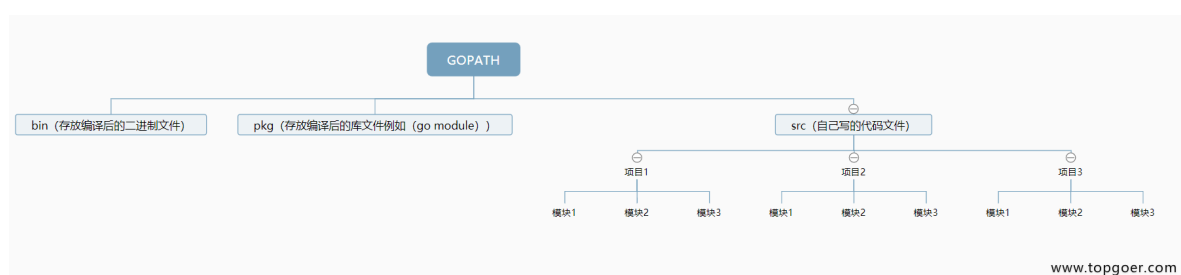 GOPATH
bin（存放编译后的二进制文件）
pkg（存放编译后的库文件例如（go module））
src（自己写的代码文件）
项目1
项目2
项目3
模块1
模块2
模块3
模块1
模块2
模块3
模块1
模块2
模块3
www.topgoer.com